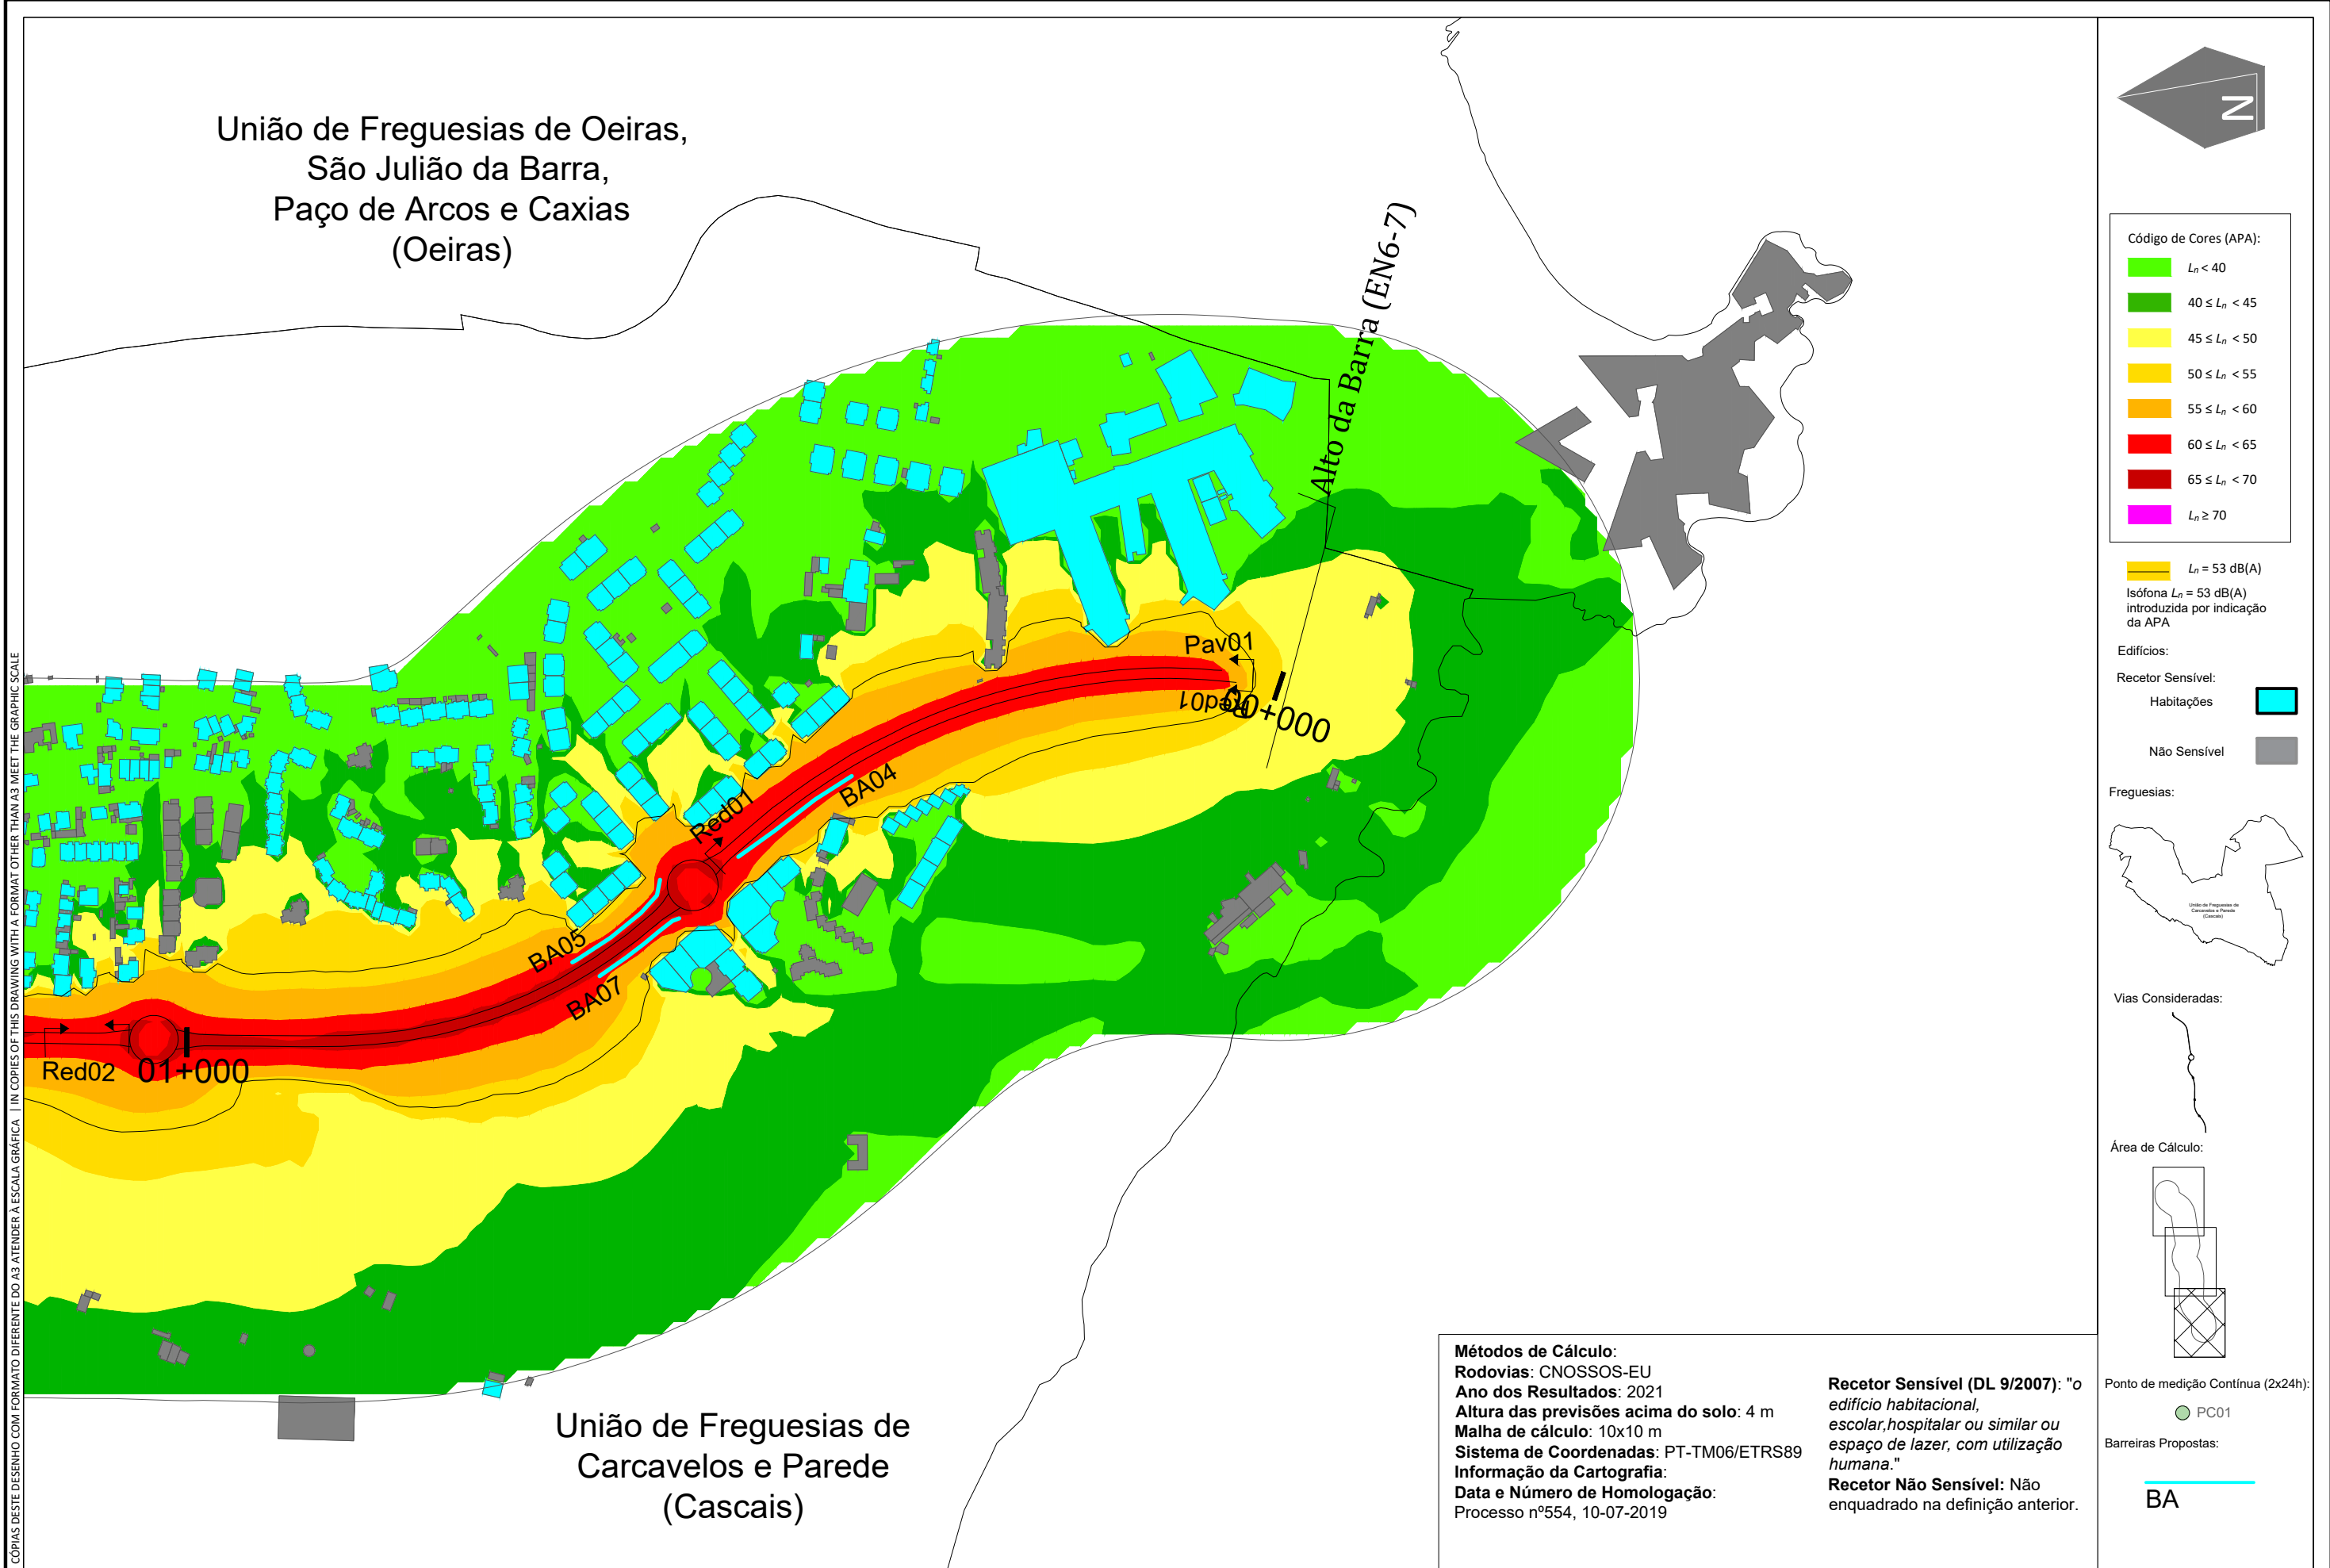 União de Freguesias de Oeiras,
São Julião da Barra,
Paço de Arcos e Caxias
(Oeiras)
Alto da Barra (EN6-7)
Pav01
Red01
00+000
BA04
Red01
BA05
BA07
Red02
01+000
União de Freguesias de
Carcavelos e Parede
(Cascais)
CÓPIAS DESTE DESENHO COM FORMATO DIFERENTE DO A3 ATENDER À ESCALA GRÁFICA | IN COPIES OF THIS DRAWING WITH A FORMAT OTHER THAN A3 MEET THE GRAPHIC SCALE
Métodos de Cálculo:
Rodovias: CNOSSOS-EU
Ano dos Resultados: 2021
Altura das previsões acima do solo: 4 m
Malha de cálculo: 10x10 m
Sistema de Coordenadas: PT-TM06/ETRS89
Informação da Cartografia:
Data e Número de Homologação:
Processo nº554, 10-07-2019
Recetor Sensível (DL 9/2007): "o
edifício habitacional,
escolar,hospitalar ou similar ou
espaço de lazer, com utilização
humana."
Recetor Não Sensível: Não
enquadrado na definição anterior.
N
Código de Cores (APA):
Ln < 40
40 ≤ Ln < 45
45 ≤ Ln < 50
50 ≤ Ln < 55
55 ≤ Ln < 60
60 ≤ Ln < 65
65 ≤ Ln < 70
Ln ≥ 70
Ln = 53 dB(A)
Isófona Ln = 53 dB(A)
introduzida por indicação
da APA
Edifícios:
Recetor Sensível:
Habitações
Não Sensível
Freguesias:
União de Freguesias de
Carcavelos e Parede
(Cascais)
Vias Consideradas:
Área de Cálculo:
Ponto de medição Contínua (2x24h):
PC01
Barreiras Propostas:
BA